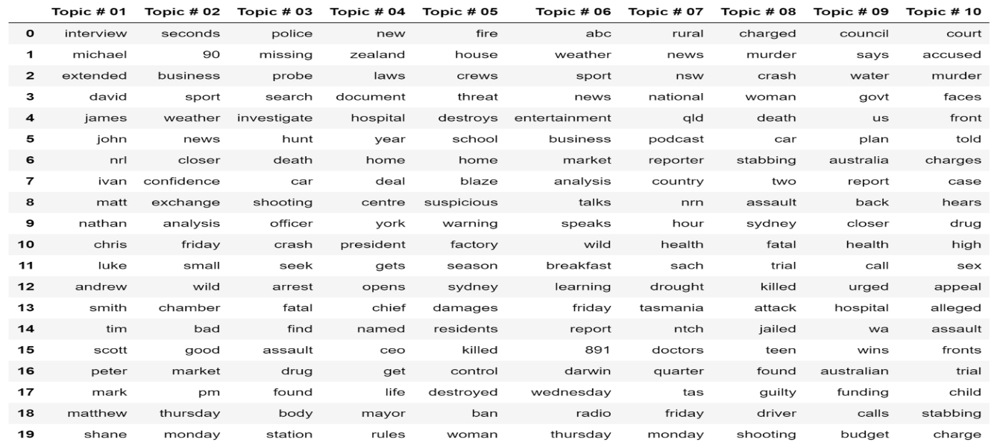 Topic # 01 Topic # 02 Topic # 03 Topic # 04 Topic # 05 Topic # 06 Topic # 07 Topic # 08 Topic # 09 Topic # 10
0 interview seconds police new fire abc rural charged council court
1 michael 90 missing zealand house weather news murder says accused
2 extended business probe laws crews sport nsw crash water murder
3 david sport search document threat news national woman govt faces
4 james weather investigate hospital destroys entertainment qld death us front
5 john news hunt year school business podcast car plan told
6 nrl closer death home home market reporter stabbing australia charges
7 ivan confidence car deal blaze analysis country two report case
8 matt exchange shooting centre suspicious talks nrn assault back hears
9 nathan analysis officer york warning speaks hour sydney closer drug
10 chris friday crash president factory wild health fatal health high
11 luke small seek gets season breakfast sach trial call sex
12 andrew wild arrest opens sydney learning drought killed urged appeal
13 smith chamber fatal chief damages friday tasmania attack hospital alleged
14 tim bad find named residents report ntch jailed wa assault
15 scott good assault ceo killed 891 doctors teen wins fronts
16 peter market drug get control darwin quarter found australian trial
17 mark pm found life destroyed wednesday tas guilty funding child
18 matthew thursday body mayor ban radio friday driver calls stabbing
19 shane monday station rules woman thursday monday shooting budget charge